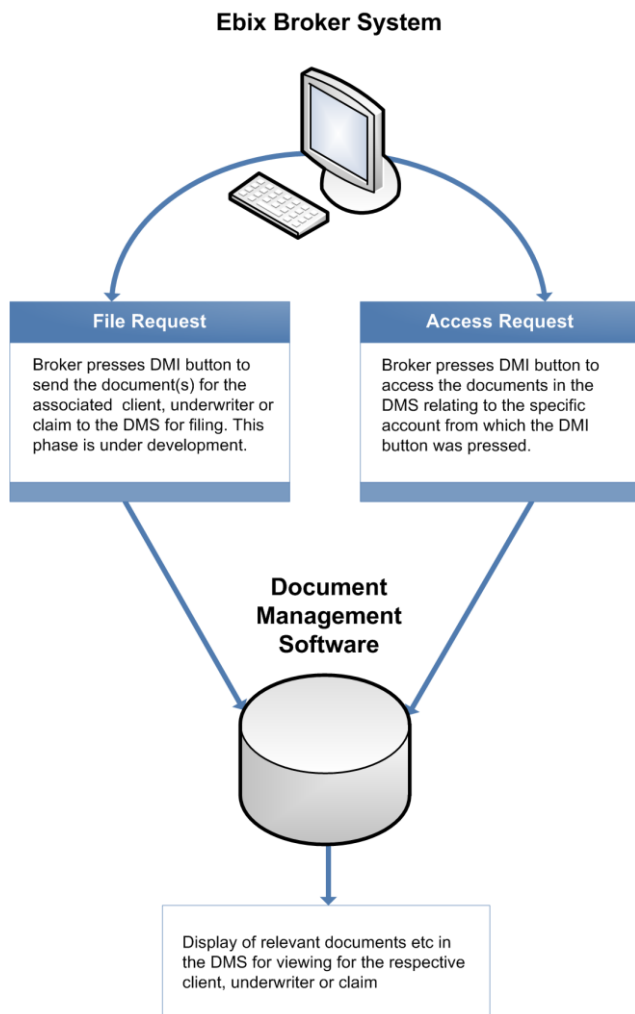 Ebix Broker System
File Request
Broker presses DMI button to
send the document(s) for the
associated client, underwriter or
claim to the DMS for filing. This
phase is under development.
Access Request
Broker presses DMI button to
access the documents in the
DMS relating to the specific
account from which the DMI
button was pressed.
Document
Management
Software
Display of relevant documents etc in
the DMS for viewing for the respective
client, underwriter or claim